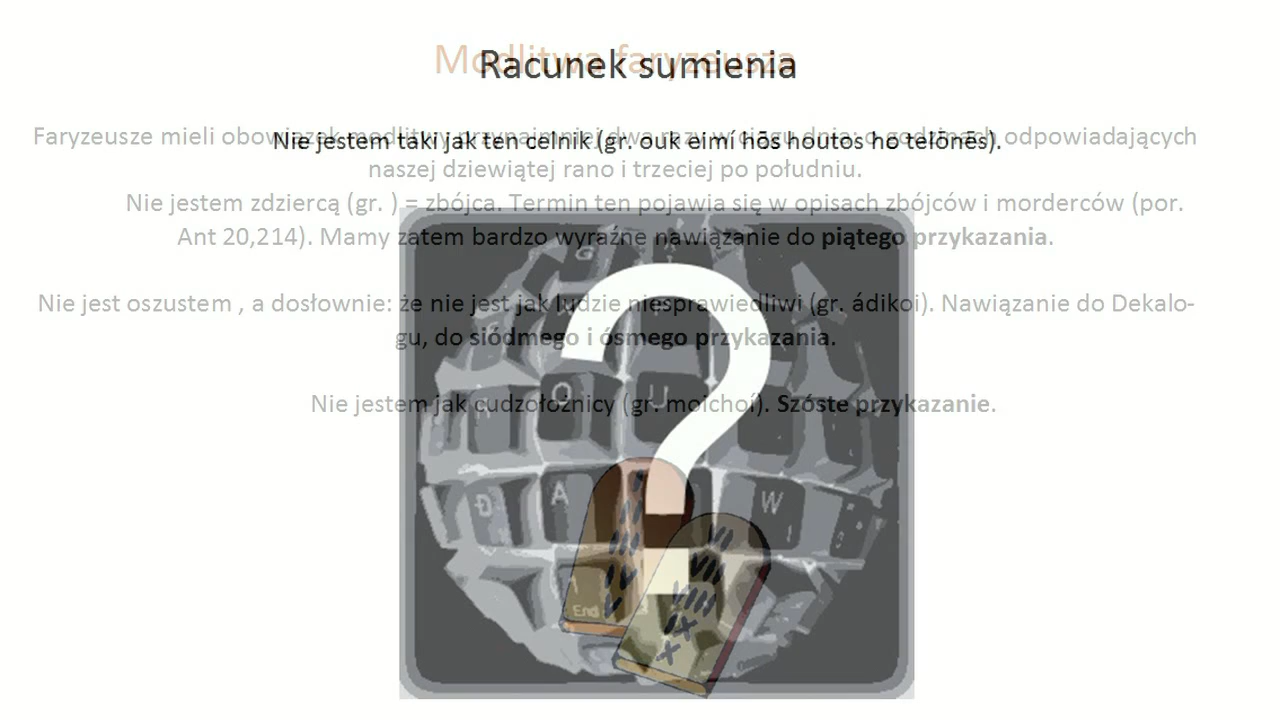 Modlitwa faryzeusza
Racunek sumienia
Faryzeusze mieli obowiązek modlitwy przynajmniej dwa razy w ciągu dnia: o godzinach odpowiadających
Nie jestem taki jak ten celnik (gr. ouk eimí hōs houtos ho telōnēs).
naszej dziewiątej rano i trzeciej po południu.
Nie jestem zdziercą (gr. ) = zbójca. Termin ten pojawia się w opisach zbójców i morderców (por.
Ant 20,214). Mamy zatem bardzo wyraźne nawiązanie do piątego przykazania.
Nie jest oszustem , a dosłownie: że nie jest jak ludzie niesprawiedliwi (gr. ádikoi). Nawiązanie do Dekalo-
gu, do siódmego i ósmego przykazania.
O U
Nie jestem jak cudzołożnicy (gr. moichoí). Szóste przykazanie.
A W
End
?